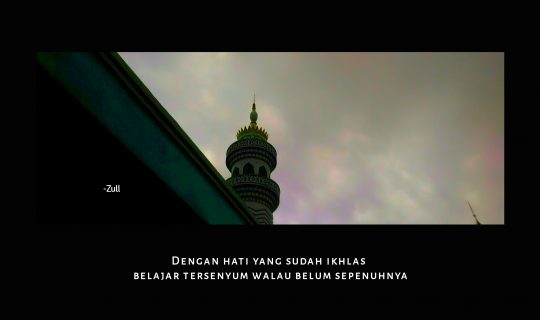 -Zull
Dengan hati yang sudah ikhlas
belajar tersenyum walau belum sepenuhnya